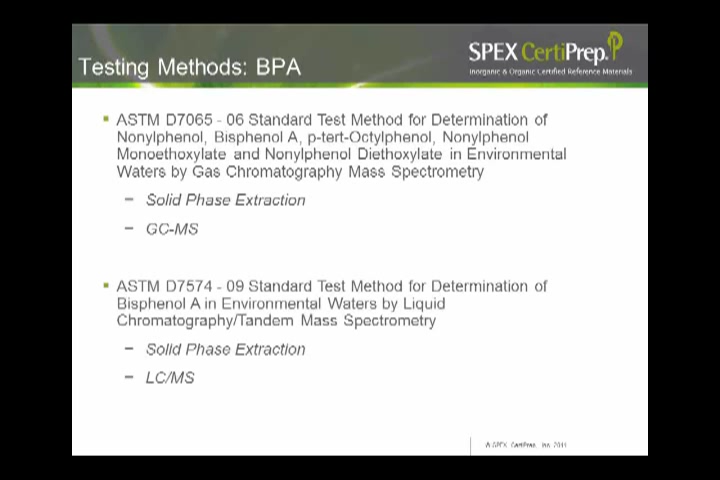 Testing Methods: BPA
SPEX CertiPrep.
Inorganic & Organic Certified Reference Materials
ASTM D7065 - 06 Standard Test Method for Determination of
Nonylphenol, Bisphenol A, p-tert-Octylphenol, Nonylphenol
Monoethoxylate and Nonylphenol Diethoxylate in Environmental
Waters by Gas Chromatography Mass Spectrometry
– Solid Phase Extraction
– GC-MS
ASTM D7574 - 09 Standard Test Method for Determination of
Bisphenol A in Environmental Waters by Liquid
Chromatography/Tandem Mass Spectrometry
– Solid Phase Extraction
– LC/MS
SPEX CertiPrep, Inc. 2011